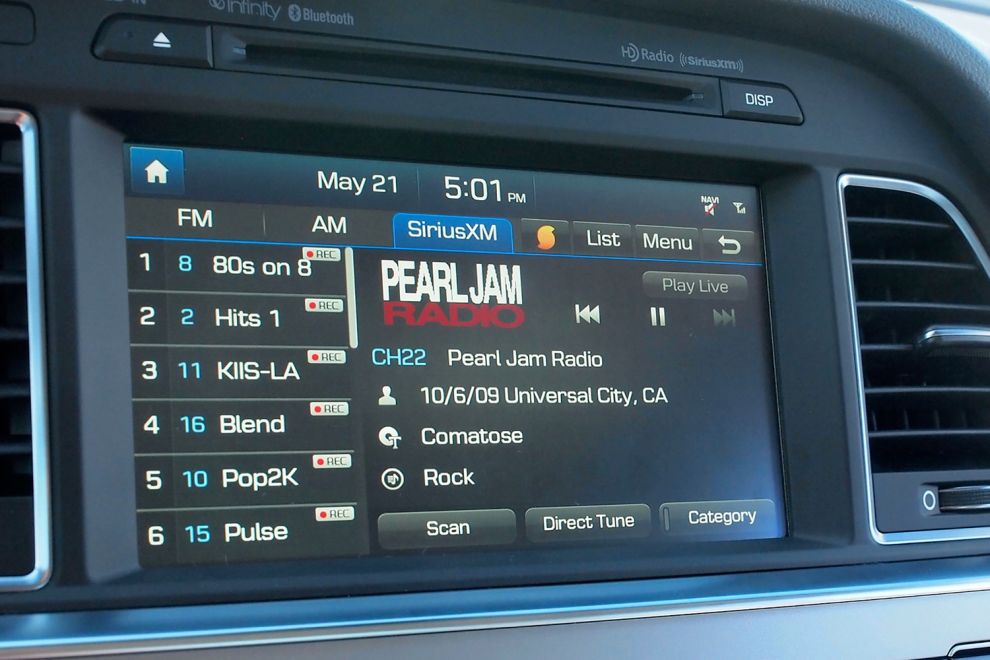 infinity Bluetooth
HD Radio ((SiriusXM))
DISP
May 21 5:01 PM
NAVI
FM AM SiriusXM List Menu
1 8 80s on 8 REC
2 2 Hits 1 REC
3 11 KIIS-LA REC
4 16 Blend REC
5 10 Pop2K REC
6 15 Pulse REC
PEARL JAM
RADIO
Play Live
CH22 Pearl Jam Radio
10/6/09 Universal City, CA
Comatose
Rock
Scan Direct Tune Category